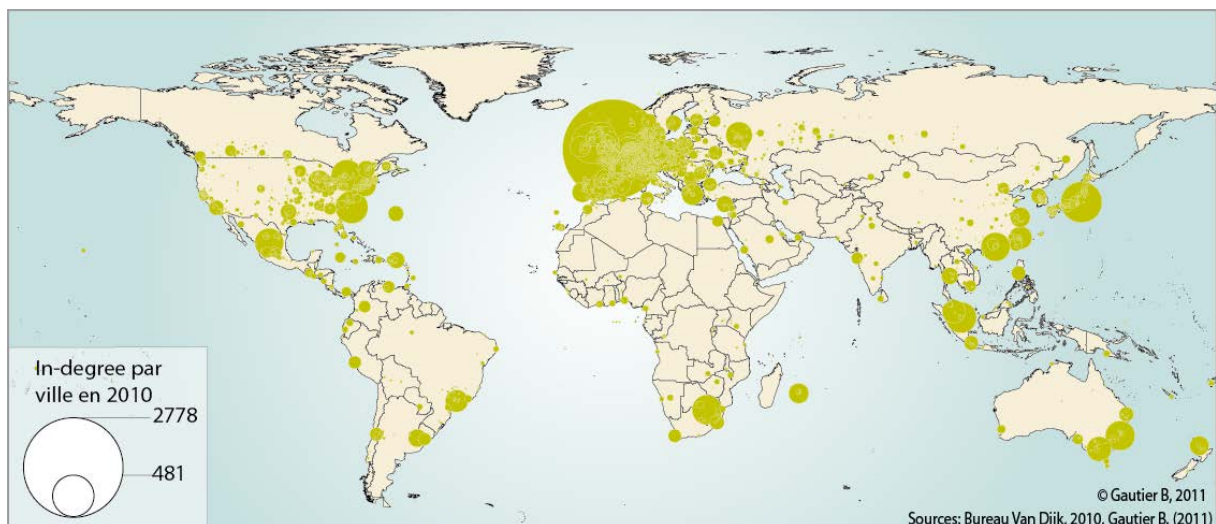 In-degree par
ville en 2010
2778
481
© Gautier B, 2011
Sources: Bureau Van Dijk, 2010, Gautier B, (2011)